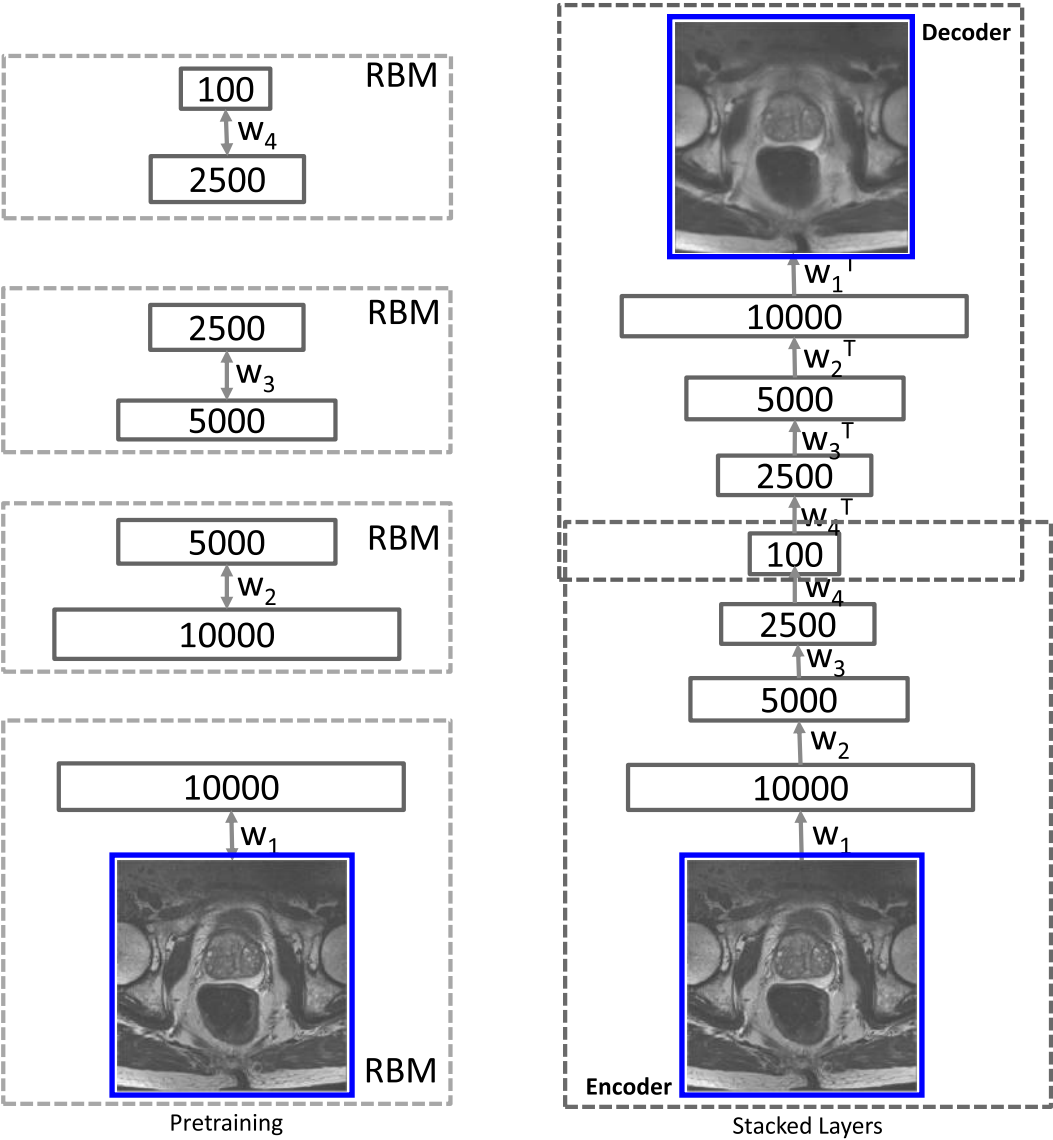 RBM
100
w4
2500
RBM
2500
w3
5000
RBM
5000
w2
10000
10000
w1
RBM
Pretraining
Decoder
w1T
10000
w2T
5000
w3T
2500
w4T
100
w4
2500
w3
5000
w2
10000
w1
Encoder
Stacked Layers